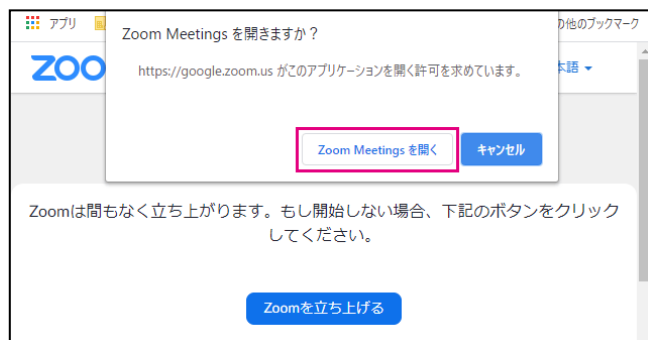 アプリ
Zoom Meetings を開きますか？
の他のブックマーク
ZOO
https://google.zoom.us がこのアプリケーションを開く許可を求めています。
本語
Zoom Meetings を開く
キャンセル
Zoomは間もなく立ち上がります。もし開始しない場合、下記のボタンをクリック
してください。
Zoomを立ち上げる